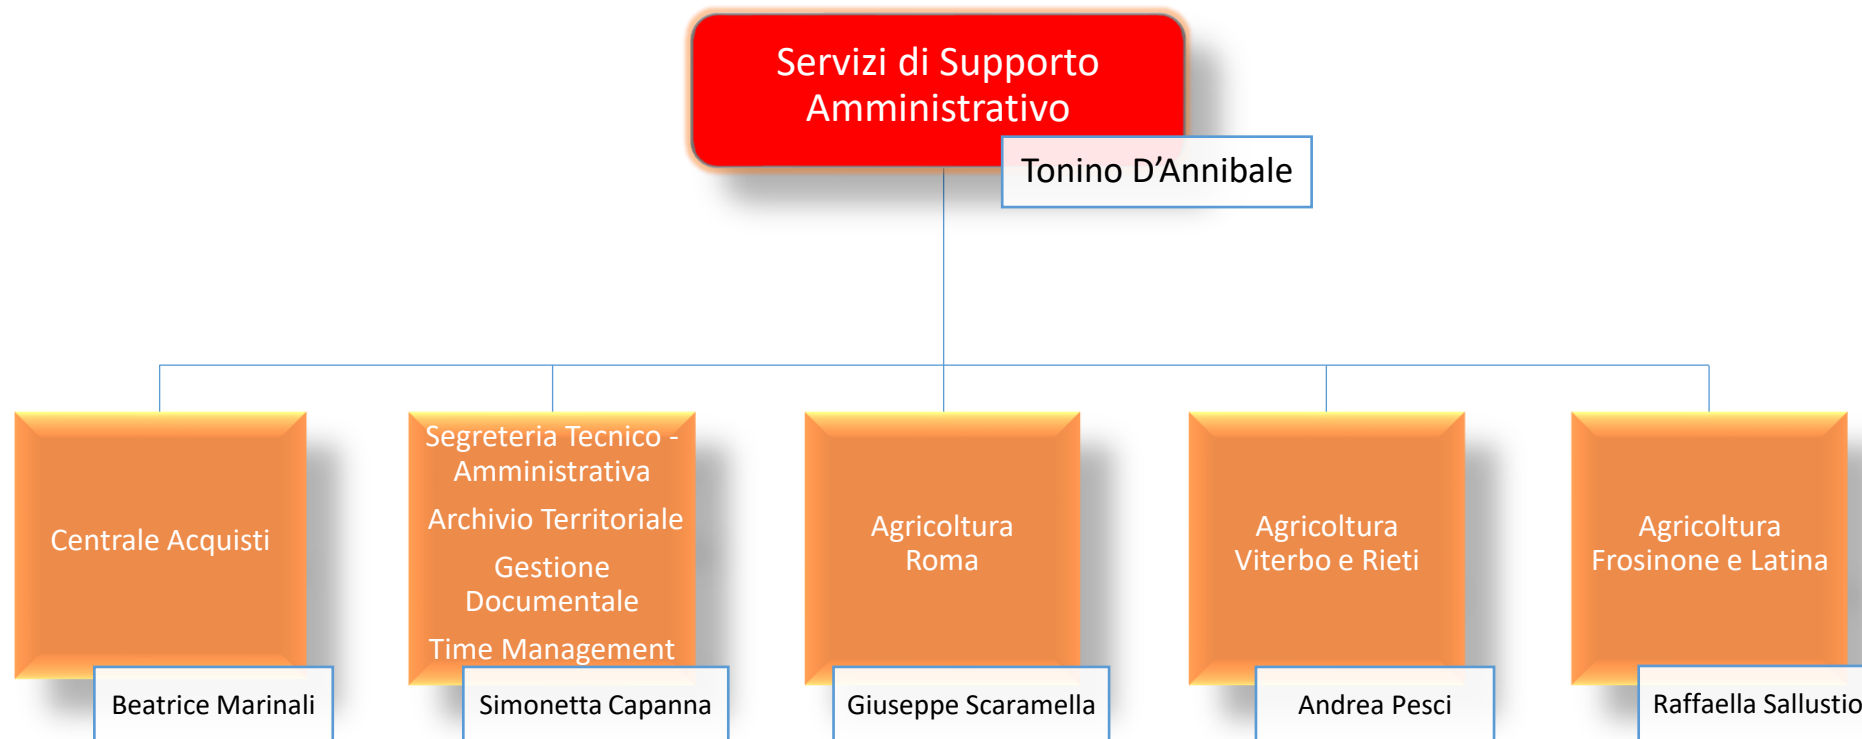 Servizi di Supporto
Amministrativo
Tonino D’Annibale
Centrale Acquisti
Beatrice Marinali
Segreteria Tecnico -
Amministrativa
Archivio Territoriale
Gestione
Documentale
Time Management
Simonetta Capanna
Agricoltura
Roma
Giuseppe Scaramella
Agricoltura
Viterbo e Rieti
Andrea Pesci
Agricoltura
Frosinone e Latina
Raffaella Sallustio